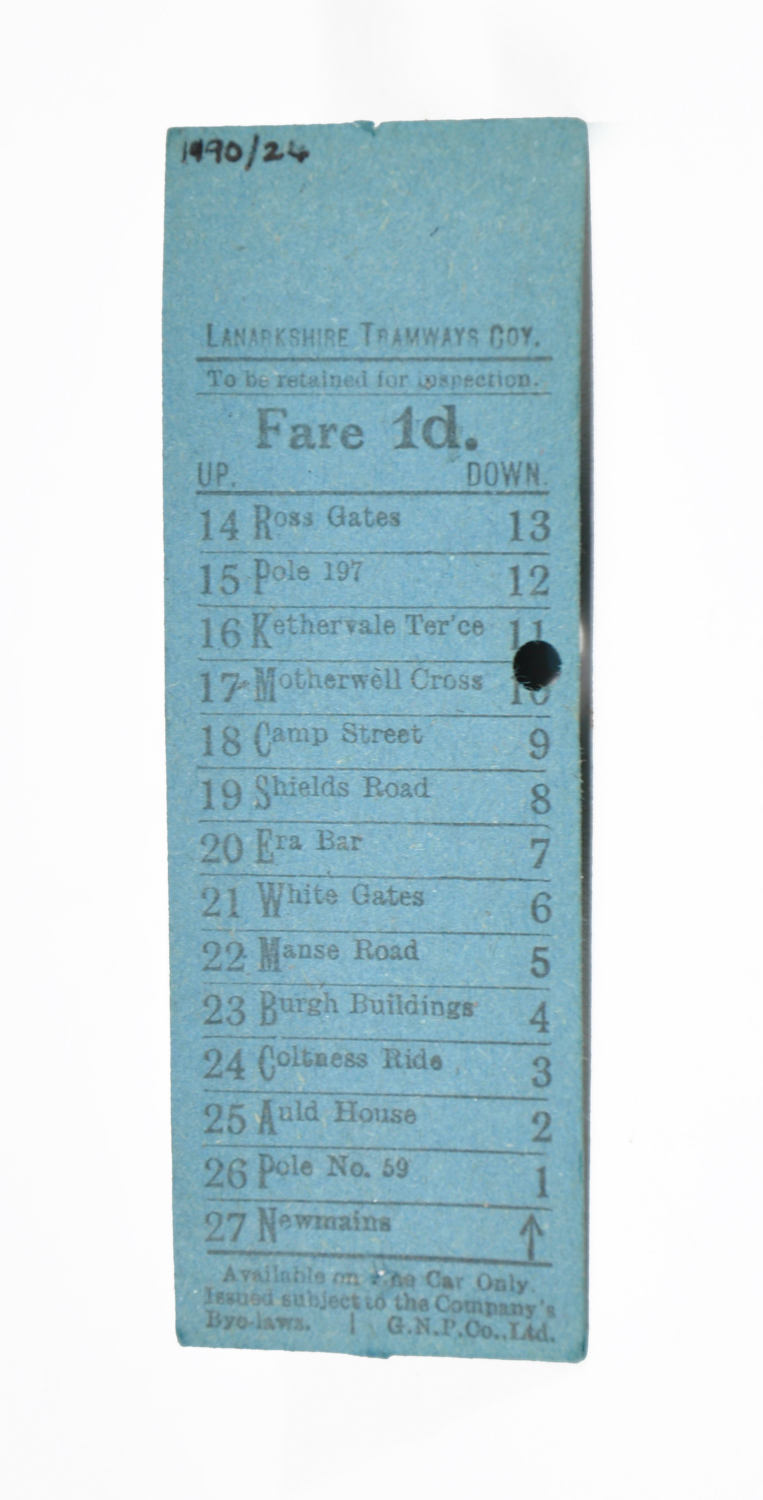 1990/24
LANARKSHIRE TRAMWAYS COY.
To be retained for inspection.
Fare 1d.
UP. DOWN.
14 Ross Gates 13
15 Pole 197 12
16 Kethervale Ter'ce 11
17 Motherwell Cross 10
18 Camp Street 9
19 Shields Road 8
20 Era Bar 7
21 White Gates 6
22 Manse Road 5
23 Burgh Buildings 4
24 Coltness Ride 3
25 Auld House 2
26 Pole No. 59 1
27 Newmains ↑
Available on One Car Only.
Issued subject to the Company's
Bye-laws. | G.N.P.Co., Ltd.